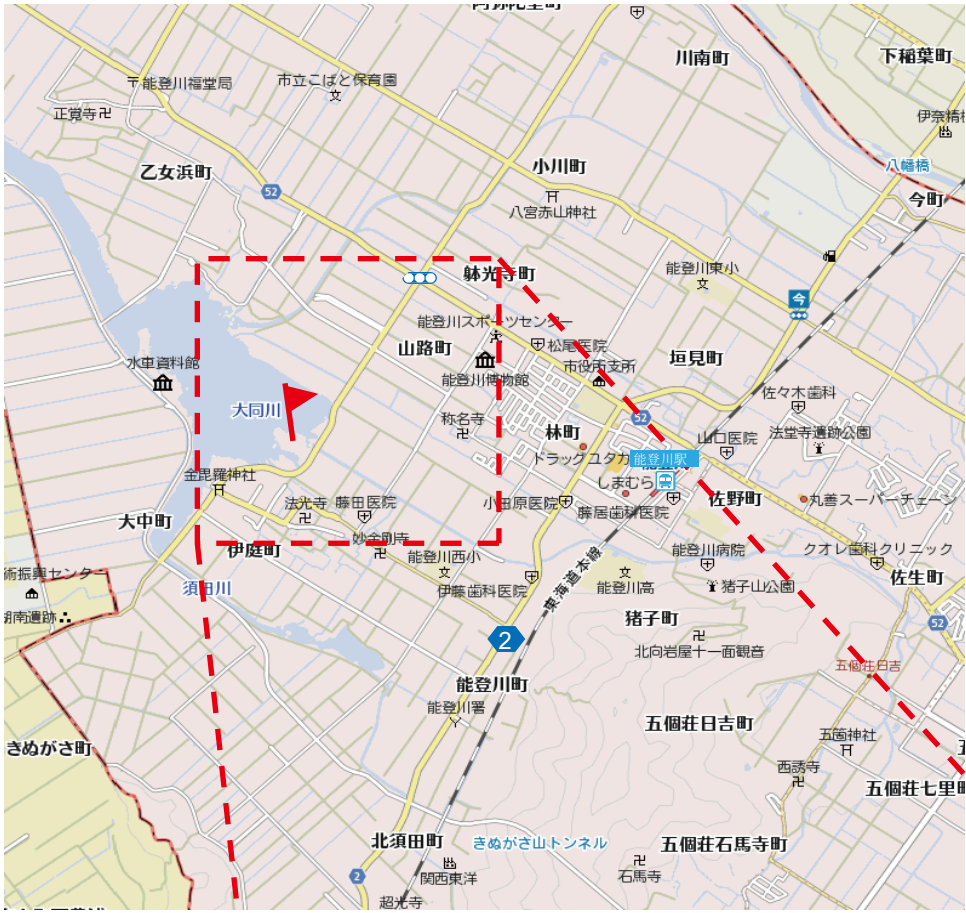 川南町
下稲葉町
能登川福堂局
市立こばと保育園
正覚寺
八幡橋
小川町
乙女浜町
52
今町
八宮赤山神社
躰光寺町
能登川東小
今
能登川スポーツセンター
山路町
松尾医院
垣見町
水車資料館
市役所支所
能登川博物館
佐々木歯科
大同川
52
称名寺
林町
山口医院
法堂寺遺跡公園
ドラッグユタカ
能登川駅
金毘羅神社
しまむら
佐野町
丸善スーパーチェーン
法光寺
藤田医院
小田原医院
藤居歯科医院
大中町
妙金剛寺
伊庭町
能登川西小
能登川病院
クオレ歯科クリニック
術振興センター
東海道本線
佐生町
須田川
伊藤歯科医院
能登川高
猪子山公園
湖南遺跡
猪子町
52
2
北向岩屋十一面観音
五個荘日吉
能登川町
能登川署
五個荘日吉町
五箇神社
きぬがさ町
西誘寺
五個荘七里町
北須田町
きぬがさ山トンネル
五個荘石馬寺町
2
関西東洋
石馬寺
超光寺